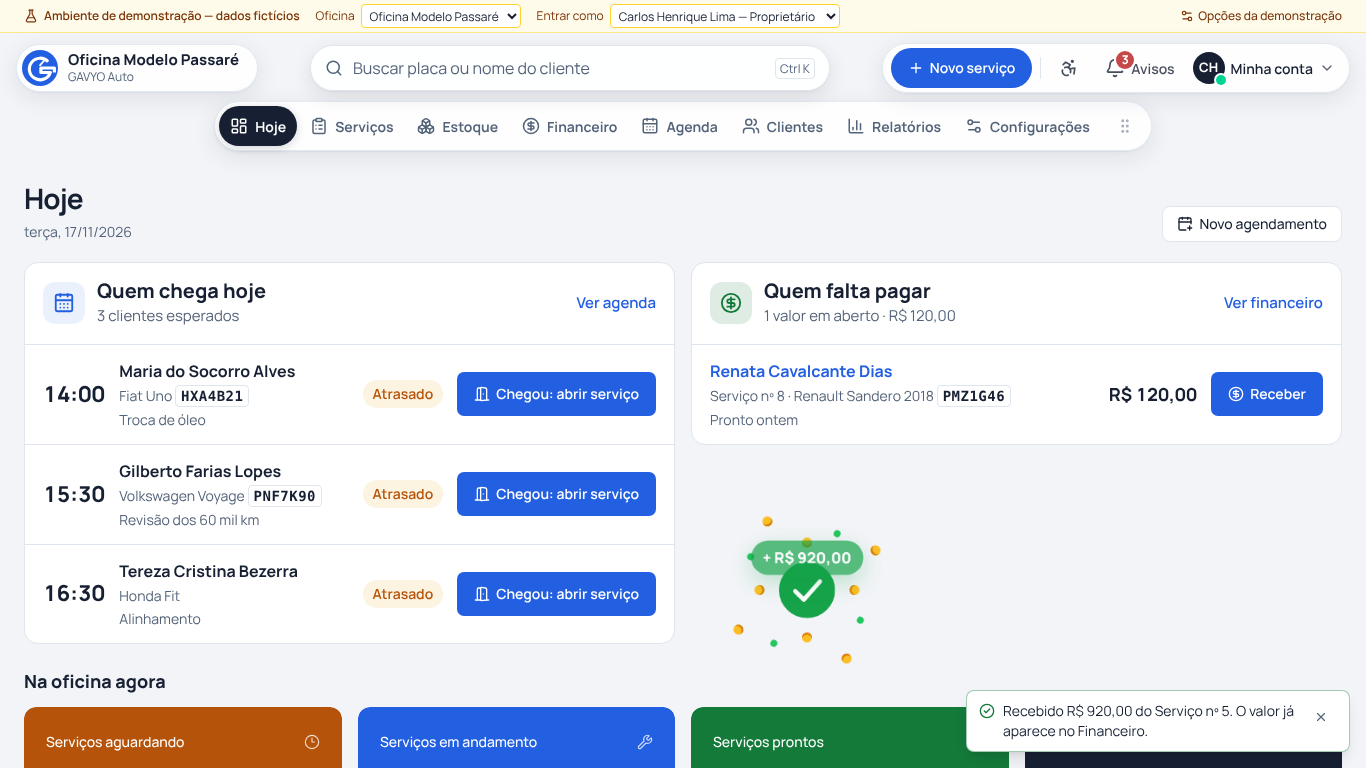 Ambiente de demonstração — dados fictícios Oficina Oficina Modelo Passaré Entrar como Carlos Henrique Lima — Proprietário Opções da demonstração
Oficina Modelo Passaré
GAVYO Auto
Buscar placa ou nome do cliente Ctrl K
Novo serviço
3
Avisos
CH
Minha conta
Hoje Serviços Estoque Financeiro Agenda Clientes Relatórios Configurações
Hoje
terça, 17/11/2026
Novo agendamento
Quem chega hoje
3 clientes esperados
Ver agenda
14:00
Maria do Socorro Alves
Fiat Uno HXA4B21
Troca de óleo
Atrasado
Chegou: abrir serviço
15:30
Gilberto Farias Lopes
Volkswagen Voyage PNF7K90
Revisão dos 60 mil km
Atrasado
Chegou: abrir serviço
16:30
Tereza Cristina Bezerra
Honda Fit
Alinhamento
Atrasado
Chegou: abrir serviço
Quem falta pagar
1 valor em aberto · R$ 120,00
Ver financeiro
Renata Cavalcante Dias
Serviço nº 8 · Renault Sandero 2018 PMZ1G46
Pronto ontem
R$ 120,00
Receber
+ R$ 920,00
Na oficina agora
Serviços aguardando
Serviços em andamento
Serviços prontos
Recebido R$ 920,00 do Serviço nº 5. O valor já
aparece no Financeiro.